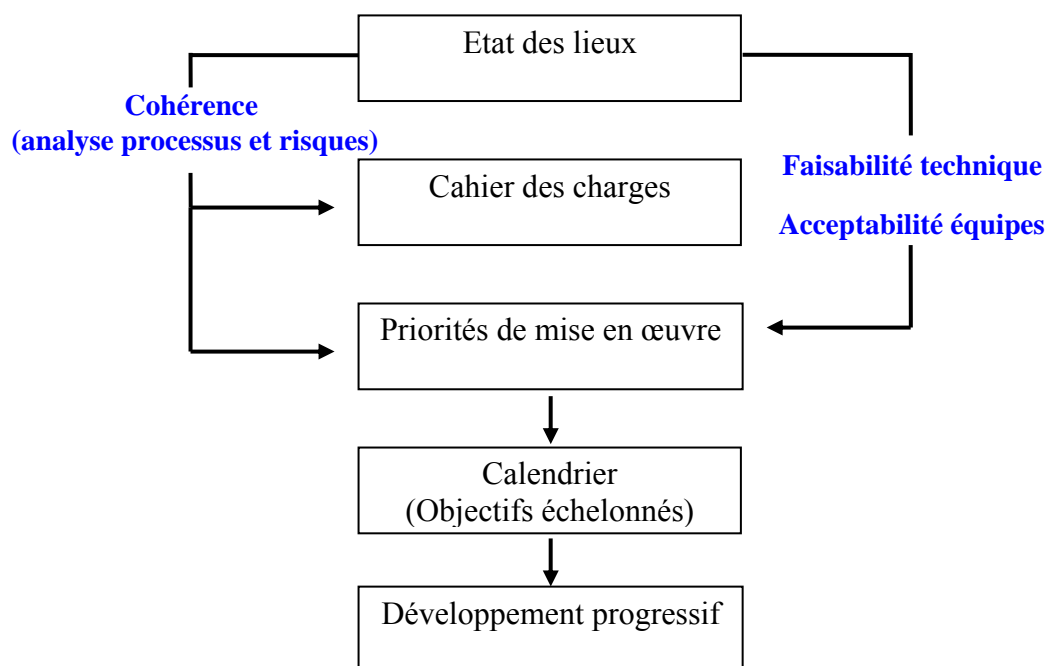 Etat des lieux
Cohérence
(analyse processus et risques)
Faisabilité technique
Cahier des charges
Acceptabilité équipes
Priorités de mise en œuvre
Calendrier
(Objectifs échelonnés)
Développement progressif